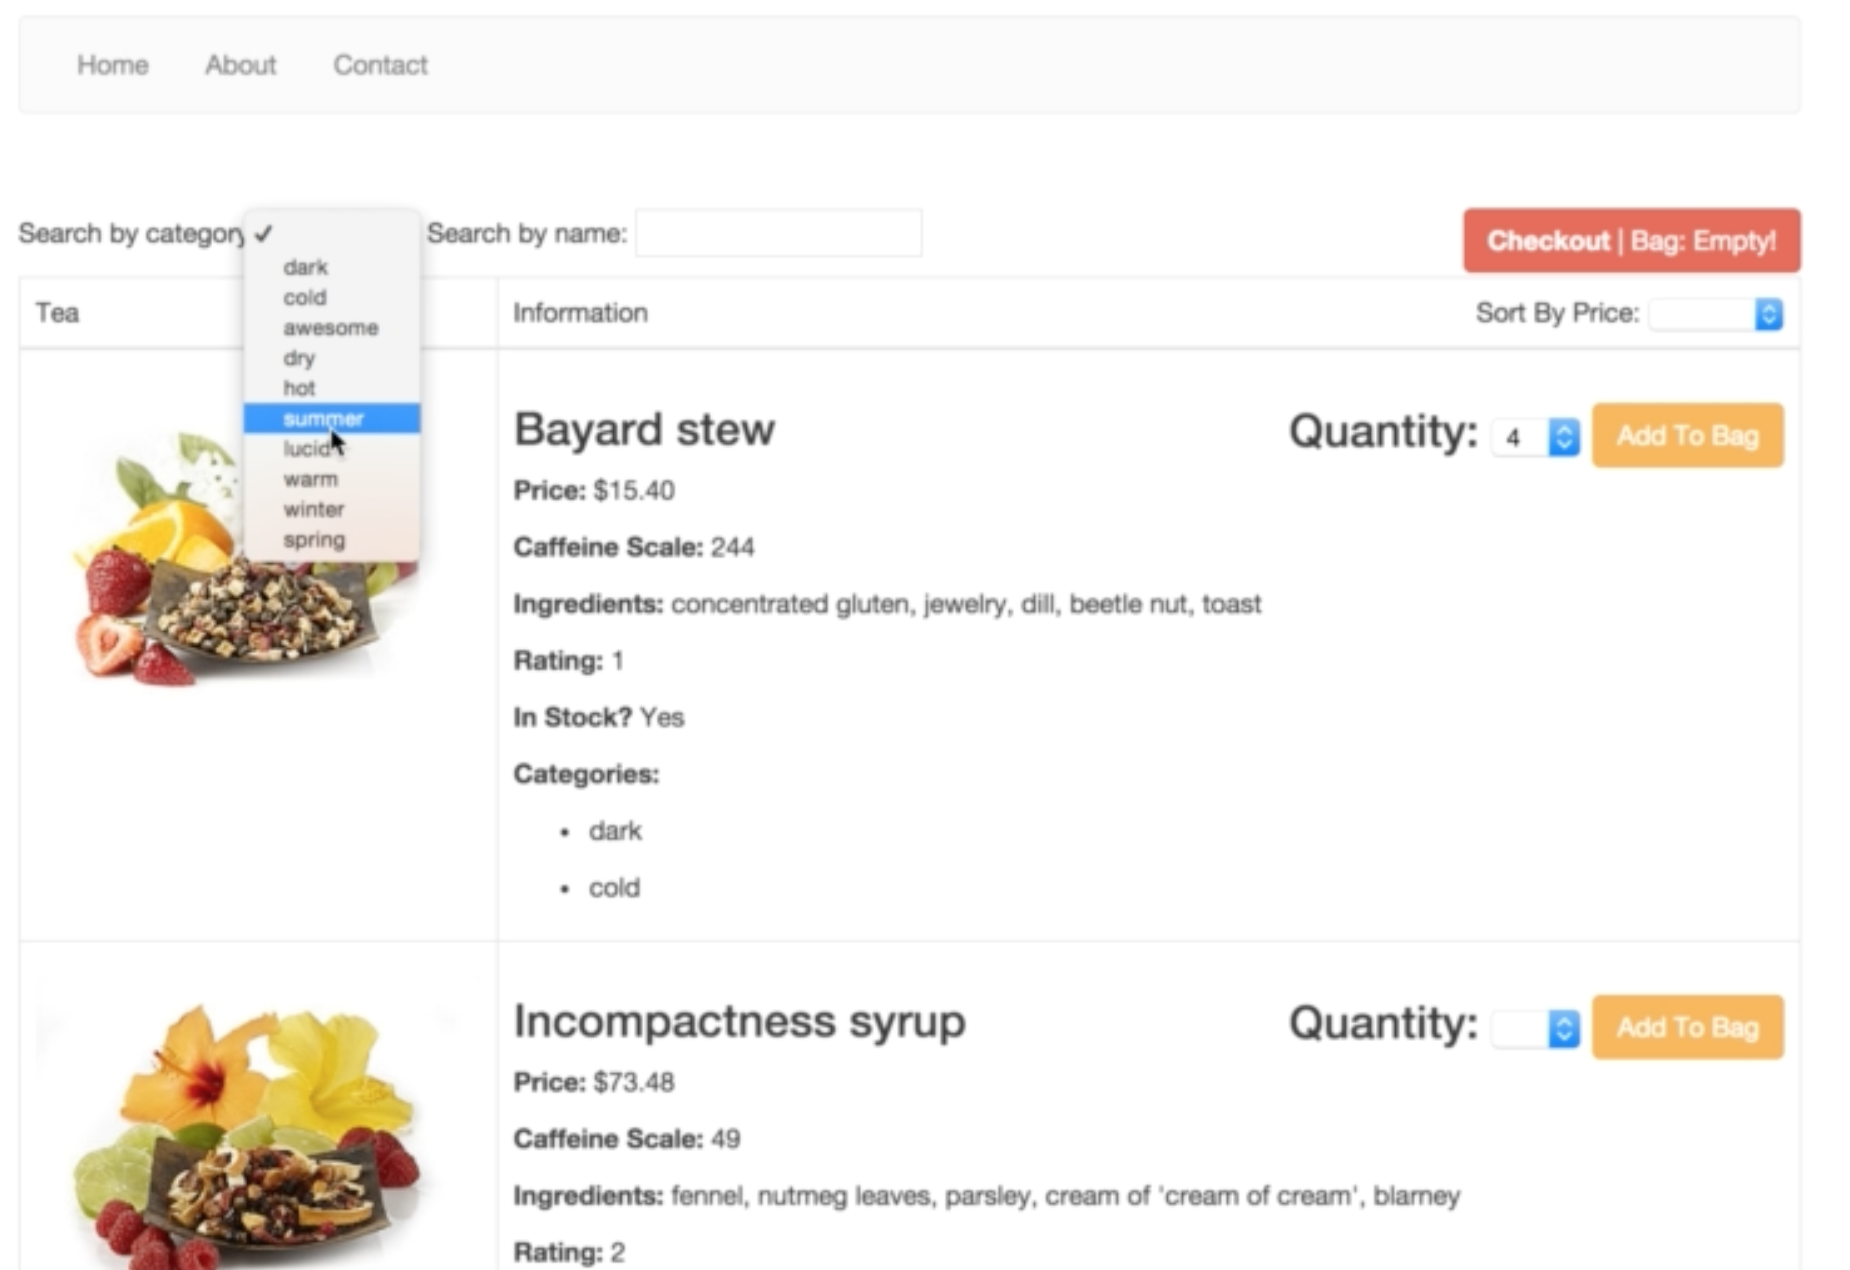 Home About Contact
Search by category ✓ Search by name: Checkout | Bag: Empty!
dark
cold
awesome
dry
hot
summer
lucid
warm
winter
spring
Tea Information Sort By Price:
Bayard stew Quantity: 4 Add To Bag
Price: $15.40
Caffeine Scale: 244
Ingredients: concentrated gluten, jewelry, dill, beetle nut, toast
Rating: 1
In Stock? Yes
Categories:
• dark
• cold
Incompactness syrup Quantity: Add To Bag
Price: $73.48
Caffeine Scale: 49
Ingredients: fennel, nutmeg leaves, parsley, cream of 'cream of cream', blarney
Rating: 2